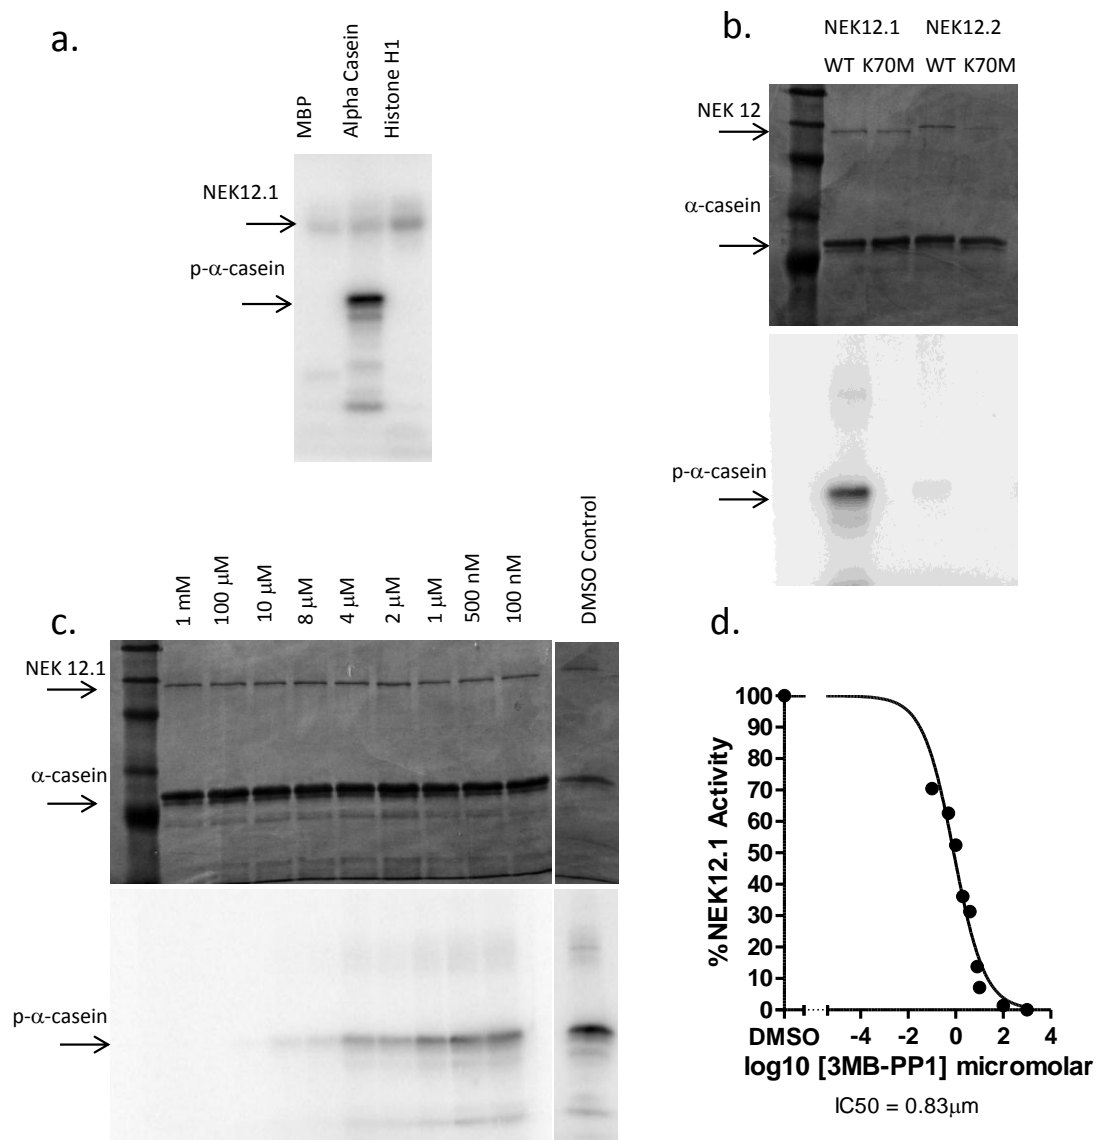 a.
MBP
Alpha Casein
Histone H1
NEK12.1
p-α-casein
b.
NEK12.1 NEK12.2
WT K70M WT K70M
NEK 12
α-casein
p-α-casein
c.
1 mM
100 μM
10 μM
8 μM
4 μM
2 μM
1 μM
500 nM
100 nM
DMSO Control
NEK 12.1
α-casein
p-α-casein
d.
%NEK12.1 Activity
100
90
80
70
60
50
40
30
20
10
0
DMSO -4 -2 0 2 4
log10 [3MB-PP1] micromolar
IC50 = 0.83μm